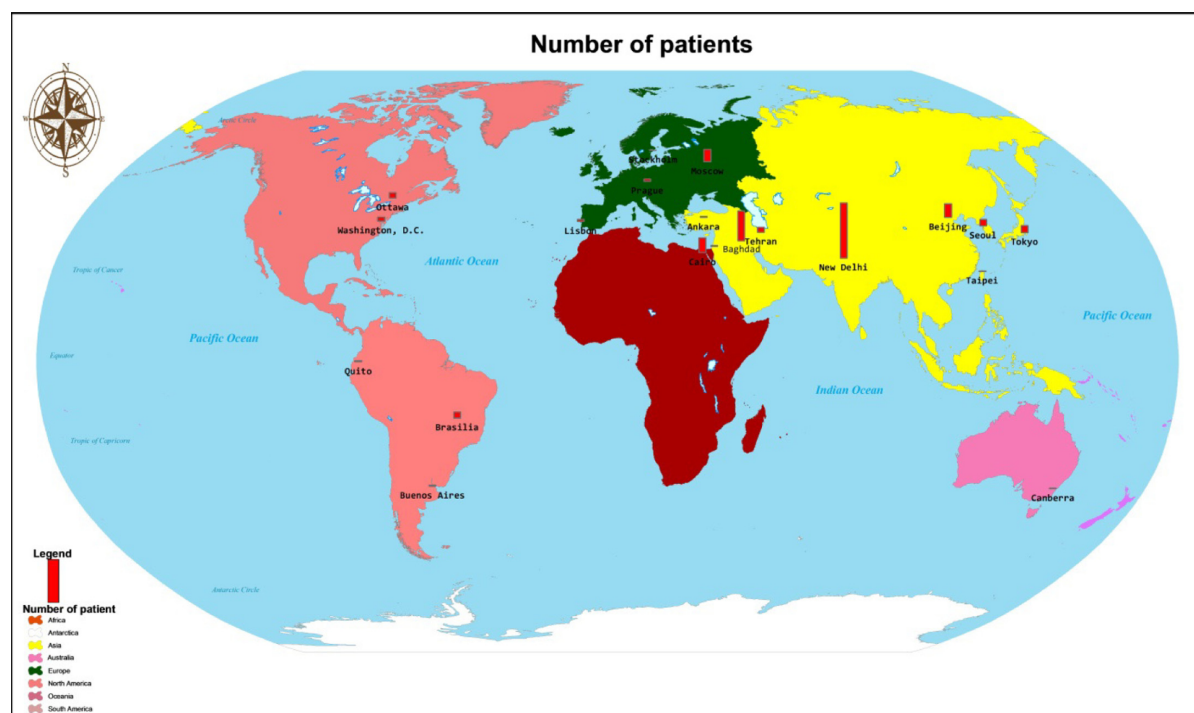 Number of patients
N
W
E
S
Arctic Circle
Stockholm
Moscow
Prague
Ottawa
Washington, D.C.
Lisbon
Ankara
Baghdad
Tehran
Cairo
Beijing
Seoul
Tokyo
New Delhi
Taipei
Atlantic Ocean
Tropic of Cancer
Pacific Ocean
Pacific Ocean
Equator
Quito
Indian Ocean
Brasilia
Tropic of Capricorn
Buenos Aires
Canberra
Antarctic Circle
Legend
Number of patient
Africa
Antarctica
Asia
Australia
Europe
North America
Oceania
South America